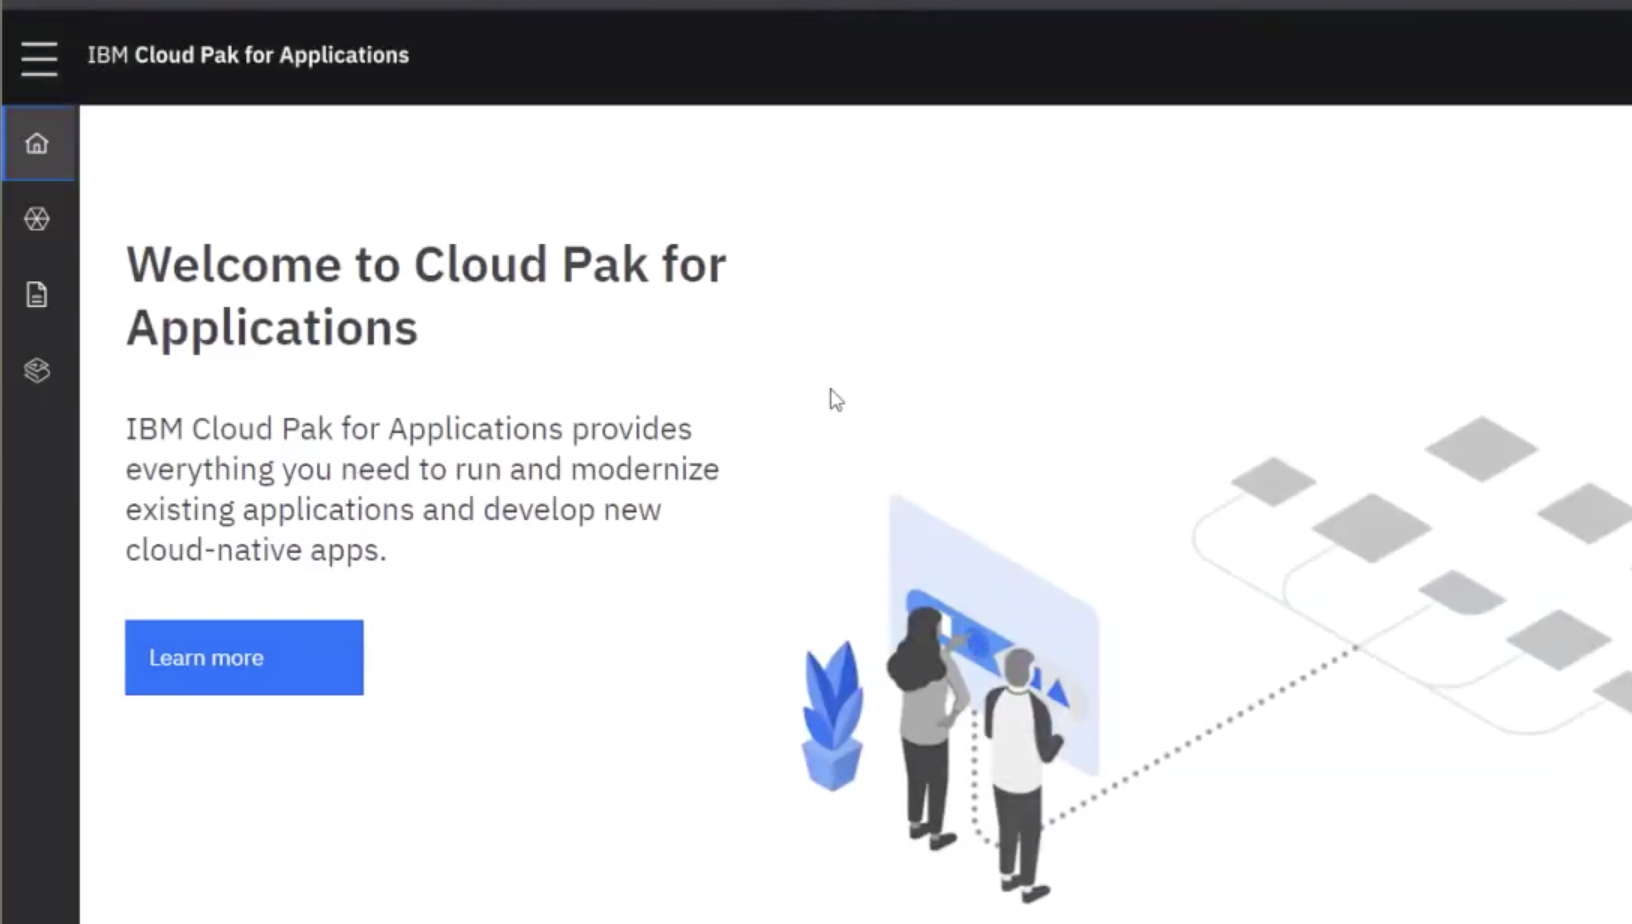 IBM Cloud Pak for Applications
Welcome to Cloud Pak for
Applications
IBM Cloud Pak for Applications provides
everything you need to run and modernize
existing applications and develop new
cloud-native apps.
Learn more